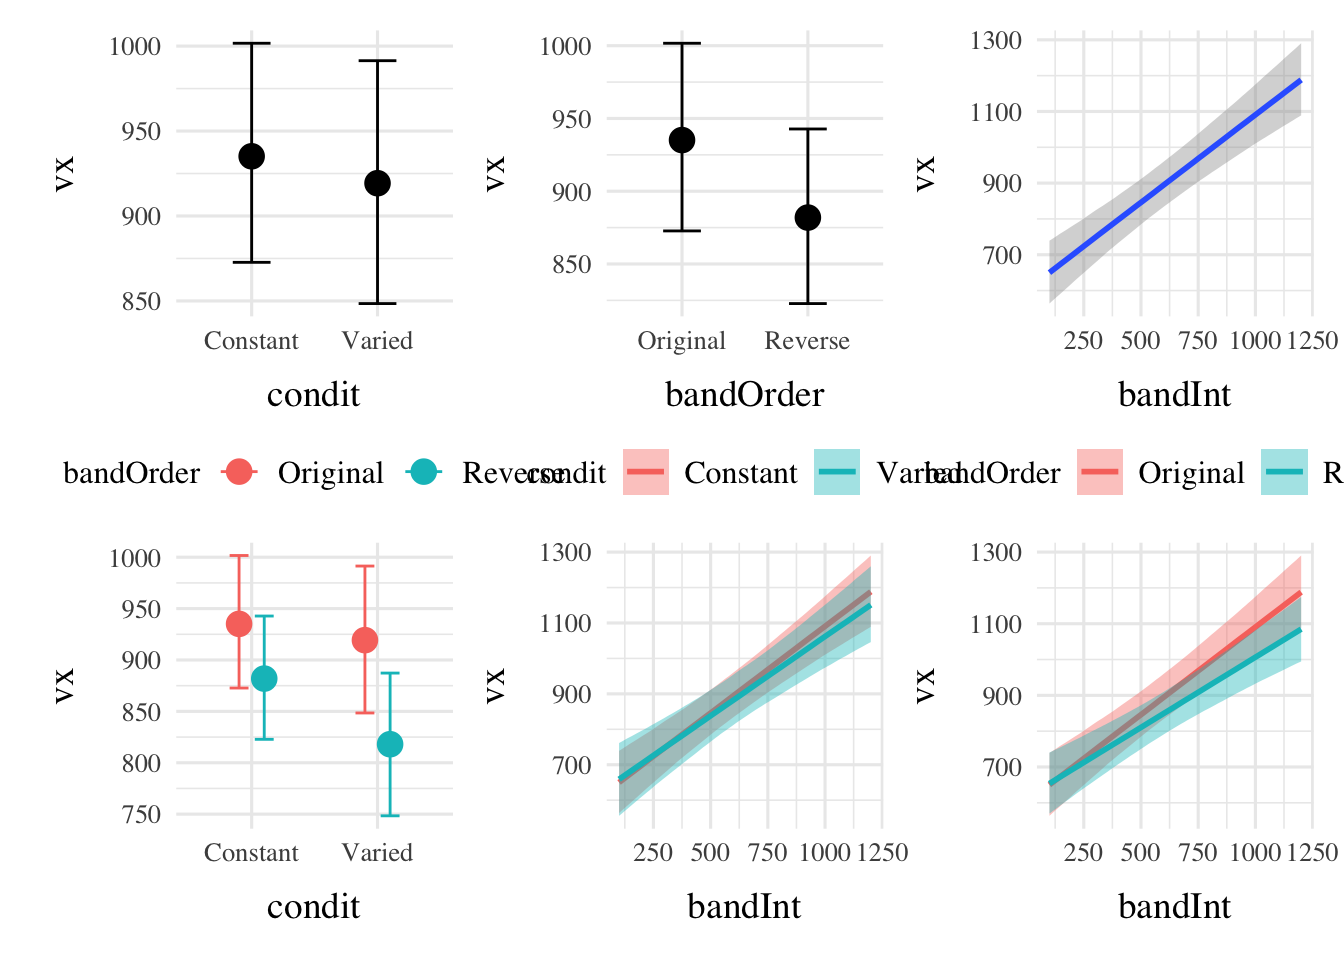 vx
1000
950
900
850
Constant Varied
condit
vx
1000
950
900
850
Original Reverse
bandOrder
vx
1300
1100
900
700
250 500 750 1000 1250
bandInt
bandOrder Original Reverse
condit Constant Varied
bandOrder Original R
vx
1000
950
900
850
800
750
Constant Varied
condit
vx
1300
1100
900
700
250 500 750 1000 1250
bandInt
vx
1300
1100
900
700
250 500 750 1000 1250
bandInt